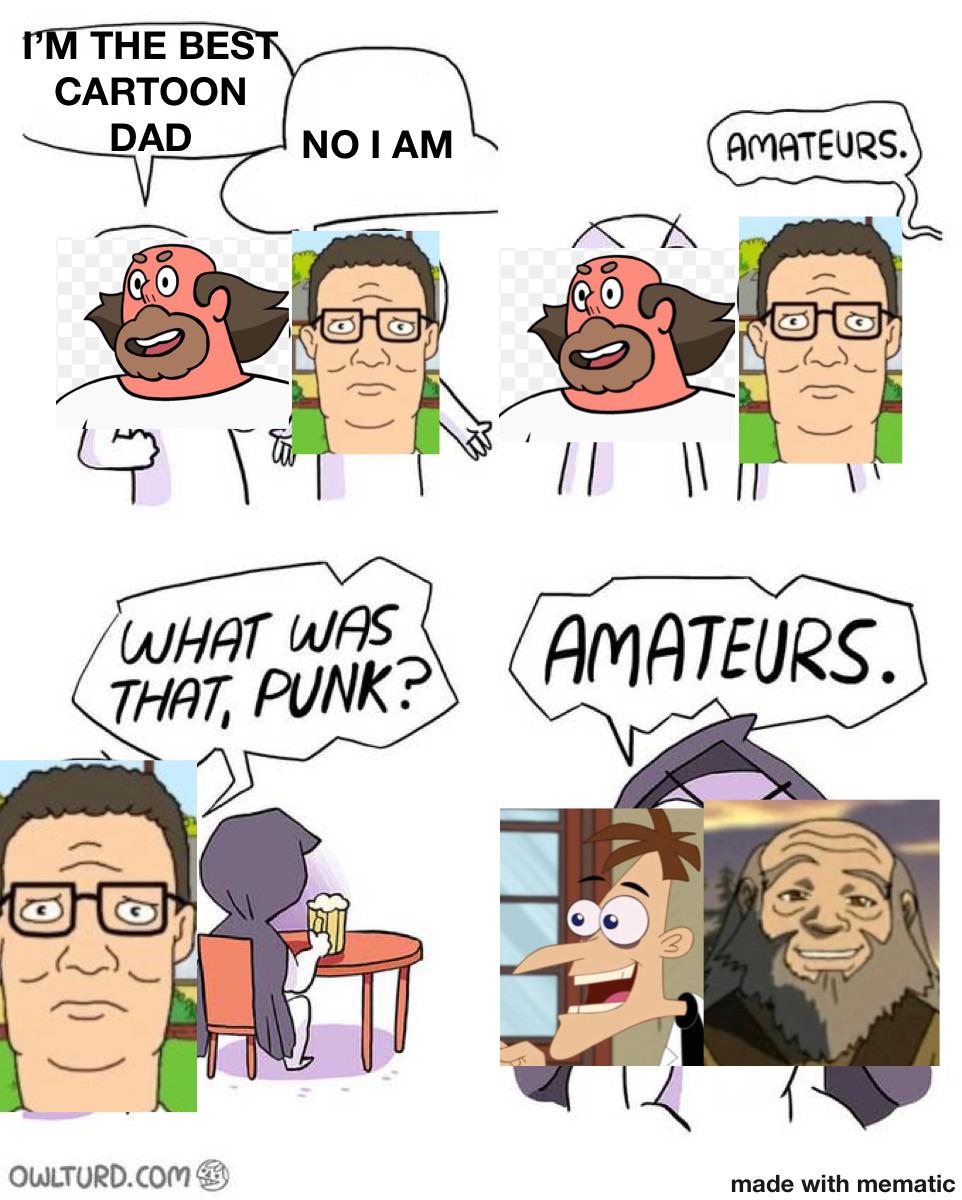 I'M THE BEST
CARTOON
DAD
NO I AM
AMATEURS.
WHAT WAS
THAT, PUNK?
AMATEURS.
OWLTURD.COM
made with mematic